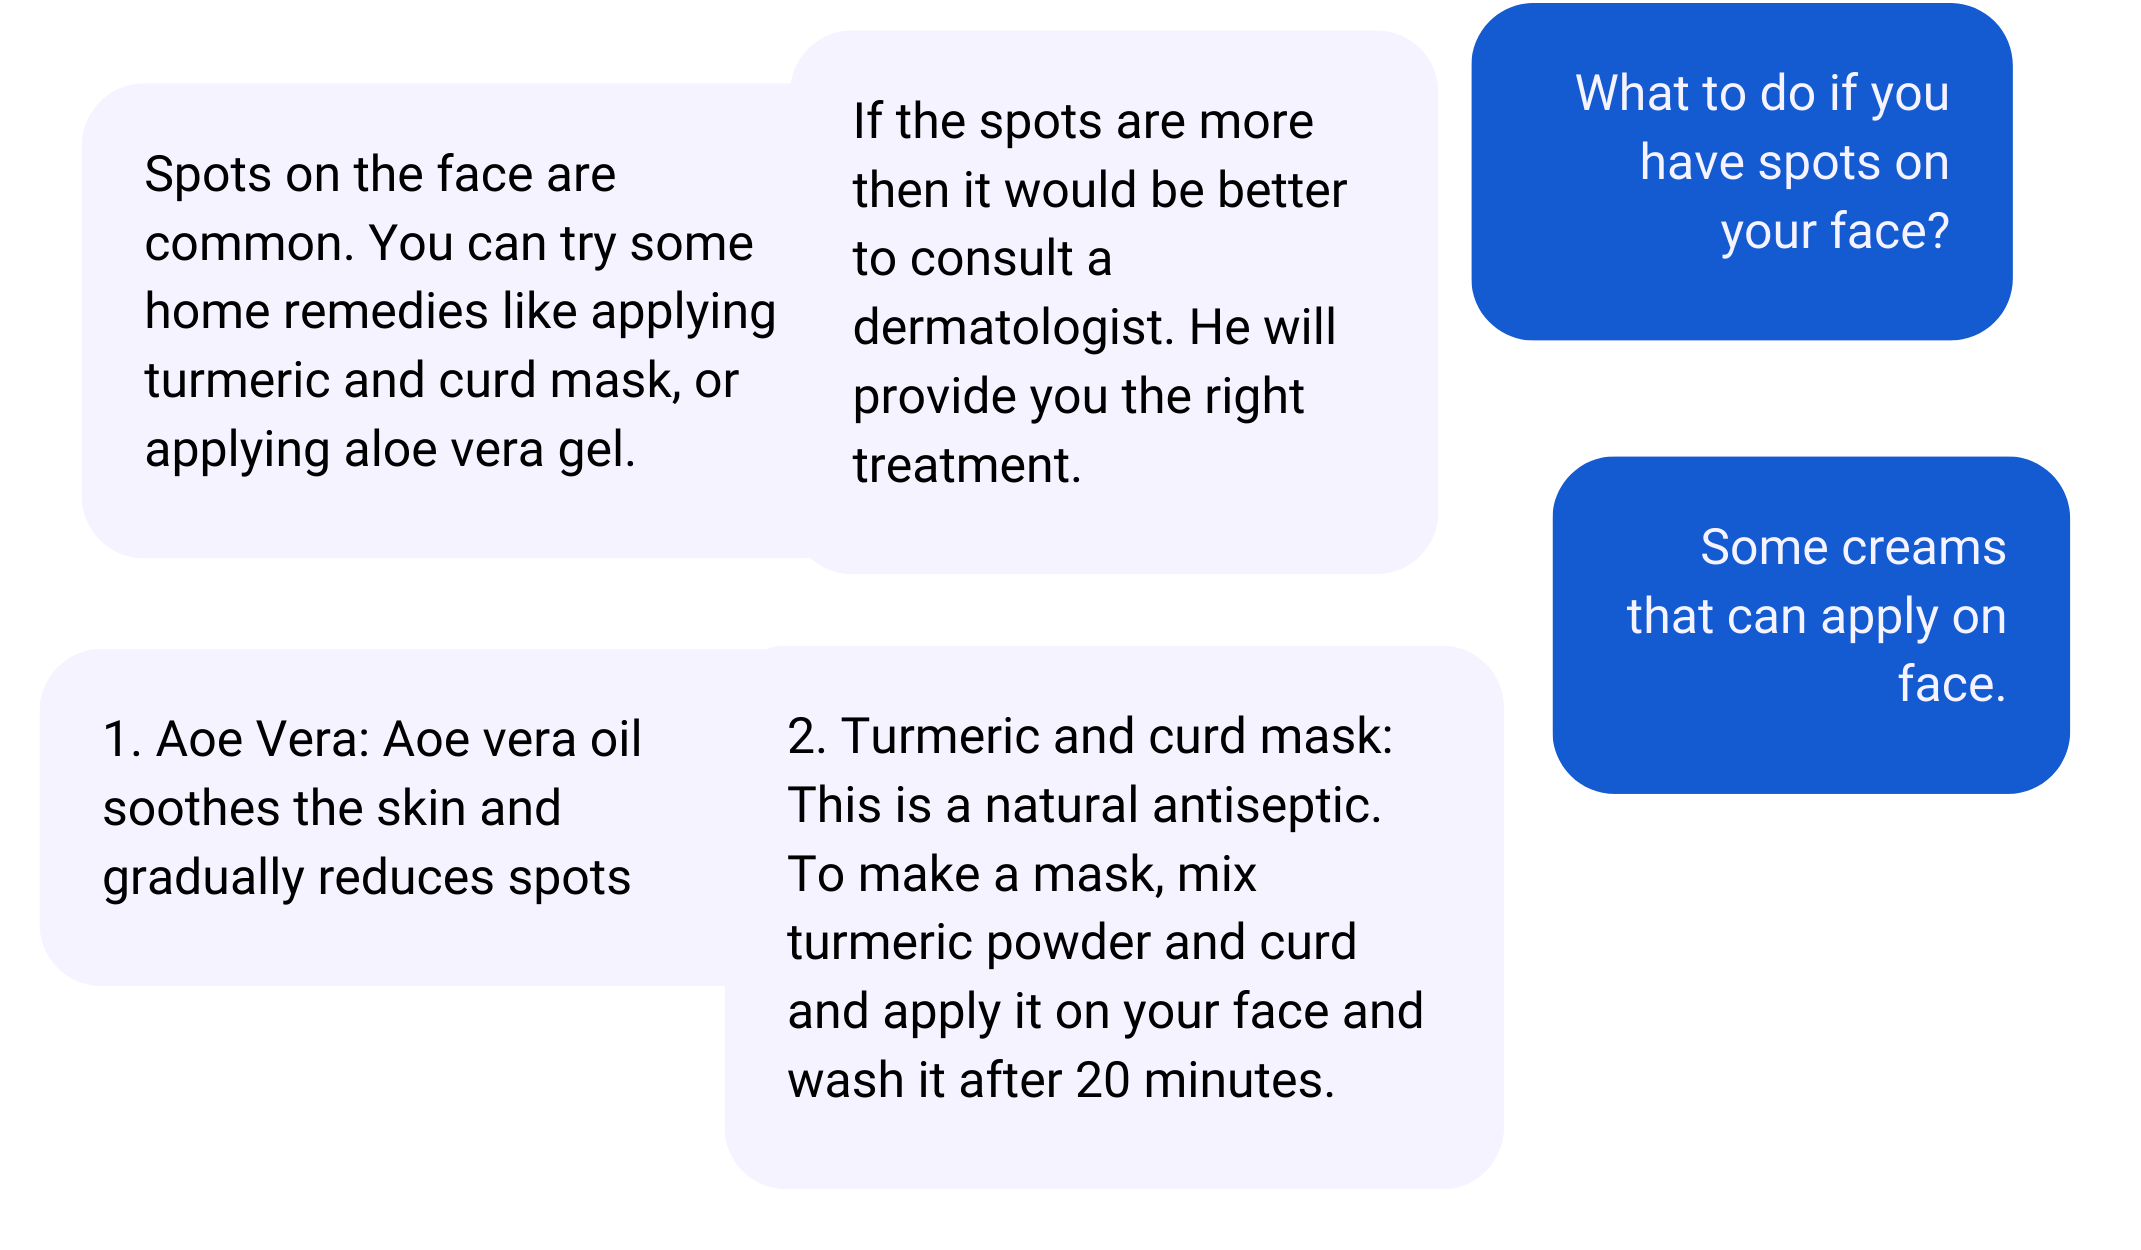 What to do if you
have spots on
your face?
Spots on the face are
common. You can try some
home remedies like applying
turmeric and curd mask, or
applying aloe vera gel.
If the spots are more
then it would be better
to consult a
dermatologist. He will
provide you the right
treatment.
Some creams
that can apply on
face.
1. Aoe Vera: Aoe vera oil
soothes the skin and
gradually reduces spots
2. Turmeric and curd mask:
This is a natural antiseptic.
To make a mask, mix
turmeric powder and curd
and apply it on your face and
wash it after 20 minutes.